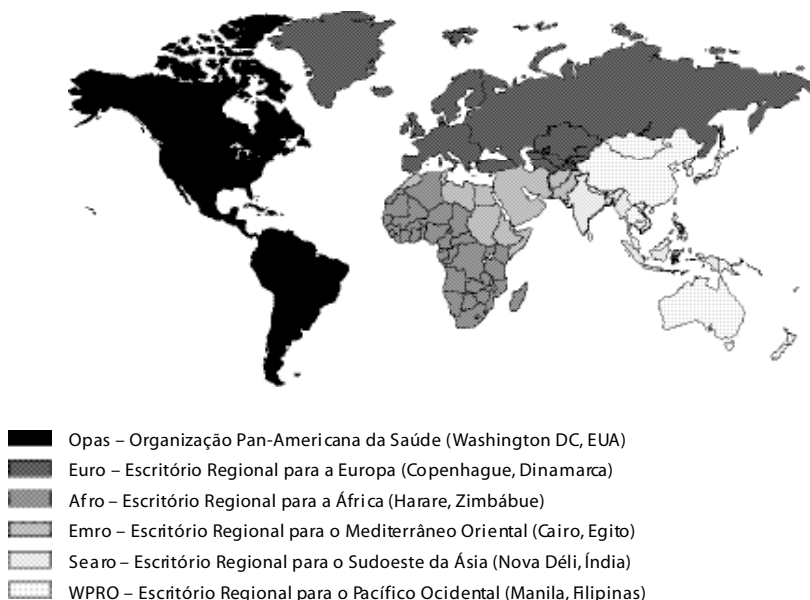 Opas – Organização Pan-Americana da Saúde (Washington DC, EUA)
Euro – Escritório Regional para a Europa (Copenhague, Dinamarca)
Afro – Escritório Regional para a África (Harare, Zimbábue)
Emro – Escritório Regional para o Mediterrâneo Oriental (Cairo, Egito)
Searo – Escritório Regional para o Sudoeste da Ásia (Nova Déli, Índia)
WPRO – Escritório Regional para o Pacífico Ocidental (Manila, Filipinas)